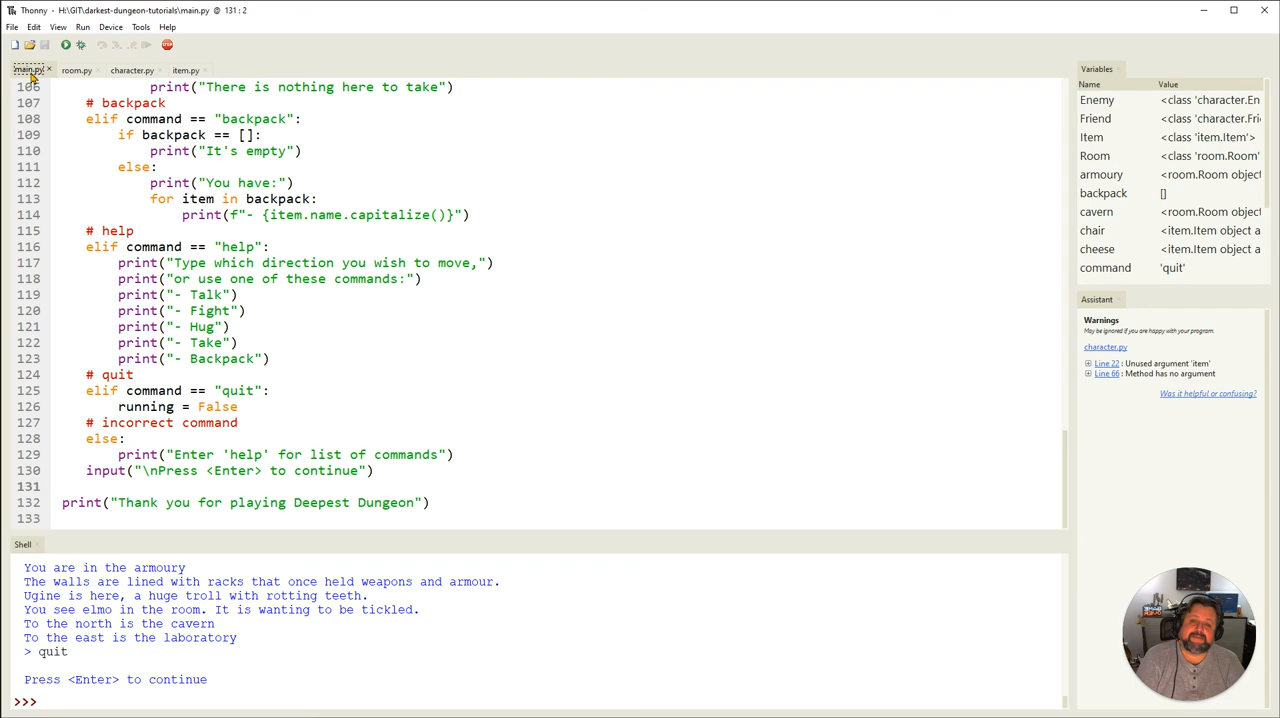 Thonny - H:\GIT\darkest-dungeon-tutorials\main.py @ 131 : 2
File Edit View Run Device Tools Help
STOP
main.py × room.py × character.py × item.py ×
106 print("There is nothing here to take")
107 # backpack
108 elif command == "backpack":
109 if backpack == []:
110 print("It's empty")
111 else:
112 print("You have:")
113 for item in backpack:
114 print(f"- {item.name.capitalize()}")
115 # help
116 elif command == "help":
117 print("Type which direction you wish to move,")
118 print("or use one of these commands:")
119 print("- Talk")
120 print("- Fight")
121 print("- Hug")
122 print("- Take")
123 print("- Backpack")
124 # quit
125 elif command == "quit":
126 running = False
127 # incorrect command
128 else:
129 print("Enter 'help' for list of commands")
130 input("\nPress <Enter> to continue")
131
132 print("Thank you for playing Deepest Dungeon")
133
Shell ×
You are in the armoury
The walls are lined with racks that once held weapons and armour.
Ugine is here, a huge troll with rotting teeth.
You see elmo in the room. It is wanting to be tickled.
To the north is the cavern
To the east is the laboratory
> quit
Press <Enter> to continue
>>>
Variables ×
Name Value
Enemy <class 'character.En
Friend <class 'character.Frie
Item <class 'item.Item'>
Room <class 'room.Room'
armoury <room.Room object
backpack []
cavern <room.Room object
chair <item.Item object a
cheese <item.Item object a
command 'quit'
Assistant ×
Warnings
May be ignored if you are happy with your program.
character.py
Line 22 : Unused argument 'item'
Line 66 : Method has no argument
Was it helpful or confusing?